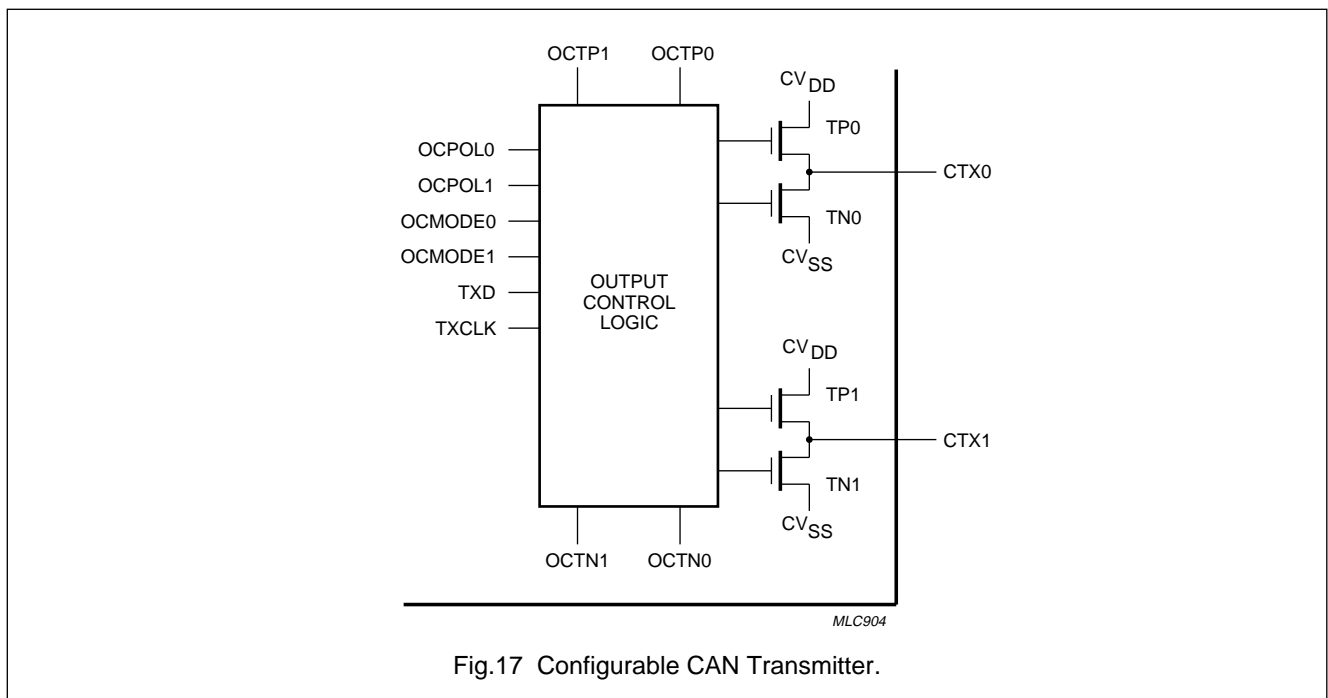 OCTP1
OCTP0
CVDD
TP0
OCPOL0
CTX0
OCPOL1
TN0
OCMODE0
OCMODE1
CVSS
TXD
OUTPUT
CONTROL
LOGIC
TXCLK
CVDD
TP1
CTX1
TN1
CVSS
OCTN1
OCTN0
MLC904
Fig.17 Configurable CAN Transmitter.